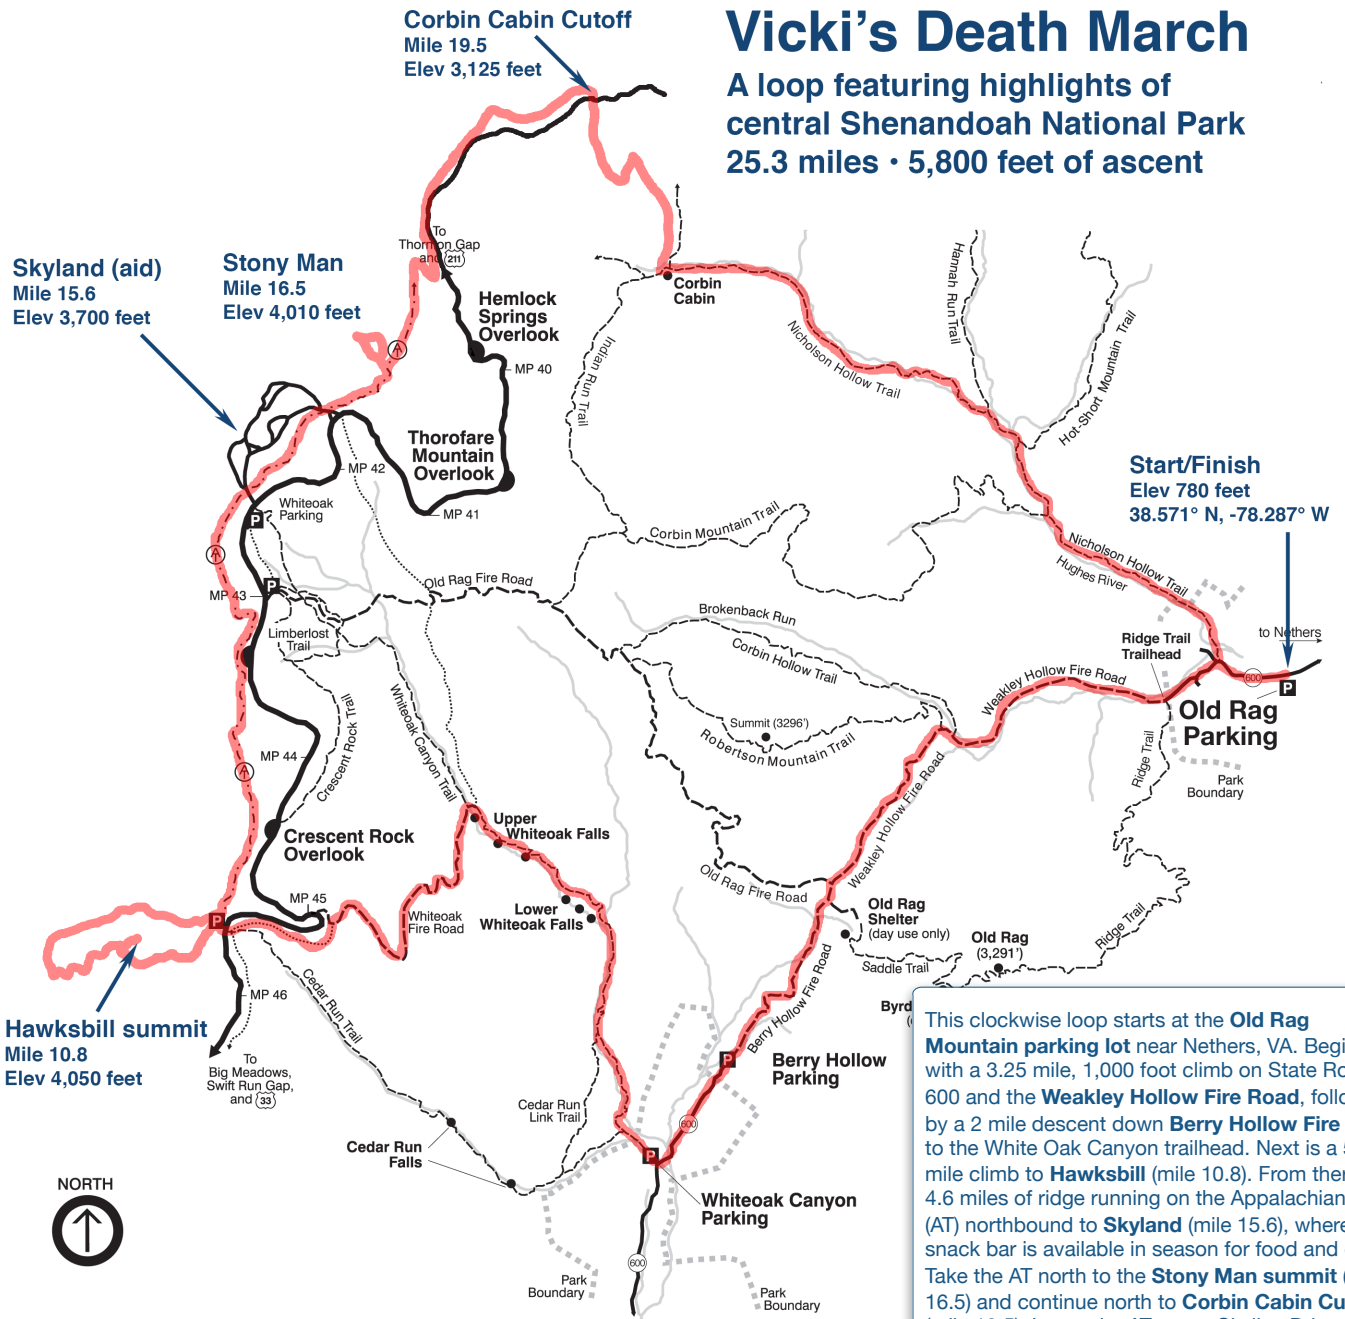 Corbin Cabin Cutoff
Mile 19.5
Elev 3,125 feet
Vicki's Death March
A loop featuring highlights of
central Shenandoah National Park
25.3 miles • 5,800 feet of ascent
Skyland (aid)
Mile 15.6
Elev 3,700 feet
Stony Man
Mile 16.5
Elev 4,010 feet
To
Thornton Gap
and 211
Hemlock
Springs
Overlook
MP 40
Corbin
Cabin
Nicholson Hollow Trail
Indian Run Trail
Hannah Run Trail
Hot-Short Mountain Trail
A
Thorofare
Mountain
Overlook
MP 42
MP 41
Whiteoak
Parking
P
A
Start/Finish
Elev 780 feet
38.571° N, -78.287° W
Corbin Mountain Trail
Nicholson Hollow Trail
Hughes River
MP 43
P
Old Rag Fire Road
Limberlost
Trail
Brokenback Run
Corbin Hollow Trail
Ridge Trail
Trailhead
to Nethers
600
P
Old Rag
Parking
Weakley Hollow Fire Road
Summit (3296')
Robertson Mountain Trail
Park
Boundary
Ridge Trail
Whiteoak Canyon Trail
Crescent Rock Trail
MP 44
A
Crescent Rock
Overlook
Upper
Whiteoak Falls
Weakley Hollow Fire Road
Old Rag Fire Road
MP 45
P
Whiteoak
Fire Road
Lower
Whiteoak Falls
Old Rag
Shelter
(day use only)
Old Rag
(3,291')
Ridge Trail
Saddle Trail
Cedar Run Trail
MP 46
Hawksbill summit
Mile 10.8
Elev 4,050 feet
To
Big Meadows,
Swift Run Gap,
and 33
Berry Hollow Fire Road
P
Berry Hollow
Parking
600
Cedar Run
Link Trail
Cedar Run
Falls
P
Whiteoak Canyon
Parking
NORTH
600
Park
Boundary
Park
Boundary
Byrd
This clockwise loop starts at the Old Rag
Mountain parking lot near Nethers, VA. Begi
with a 3.25 mile, 1,000 foot climb on State Ro
600 and the Weakley Hollow Fire Road, follo
by a 2 mile descent down Berry Hollow Fire
to the White Oak Canyon trailhead. Next is a 5
mile climb to Hawksbill (mile 10.8). From ther
4.6 miles of ridge running on the Appalachian
(AT) northbound to Skyland (mile 15.6), where
snack bar is available in season for food and
Take the AT north to the Stony Man summit (
16.5) and continue north to Corbin Cabin Cu